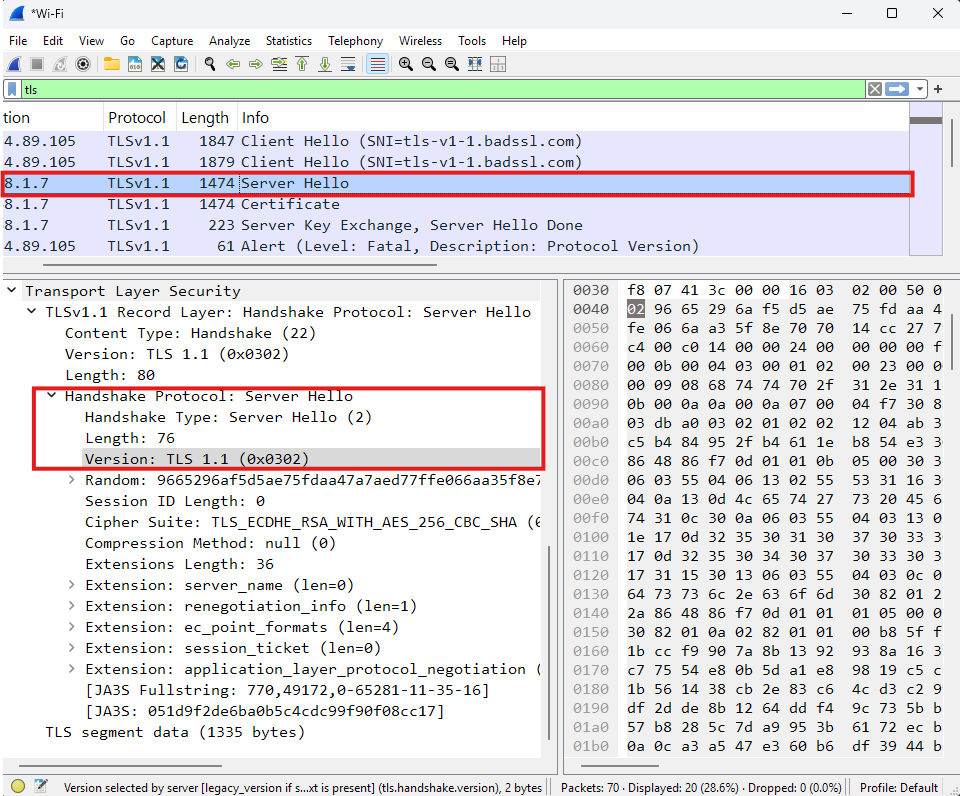 *Wi-Fi
File Edit View Go Capture Analyze Statistics Telephony Wireless Tools Help
tls
tion Protocol Length Info
4.89.105 TLSv1.1 1847 Client Hello (SNI=tls-v1-1.badssl.com)
4.89.105 TLSv1.1 1879 Client Hello (SNI=tls-v1-1.badssl.com)
8.1.7 TLSv1.1 1474 Server Hello
8.1.7 TLSv1.1 1474 Certificate
8.1.7 TLSv1.1 223 Server Key Exchange, Server Hello Done
4.89.105 TLSv1.1 61 Alert (Level: Fatal, Description: Protocol Version)
Transport Layer Security
TLSv1.1 Record Layer: Handshake Protocol: Server Hello
Content Type: Handshake (22)
Version: TLS 1.1 (0x0302)
Length: 80
Handshake Protocol: Server Hello
Handshake Type: Server Hello (2)
Length: 76
Version: TLS 1.1 (0x0302)
Random: 9665296af5d5ae75fdaa47a7aed77ffe066aa35f8e7
Session ID Length: 0
Cipher Suite: TLS_ECDHE_RSA_WITH_AES_256_CBC_SHA (0
Compression Method: null (0)
Extensions Length: 36
Extension: server_name (len=0)
Extension: renegotiation_info (len=1)
Extension: ec_point_formats (len=4)
Extension: session_ticket (len=0)
Extension: application_layer_protocol_negotiation (
[JA3S Fullstring: 770,49172,0-65281-11-35-16]
[JA3S: 051d9f2de6ba0b5c4cdc99f90f08cc17]
TLS segment data (1335 bytes)
0030 f8 07 41 3c 00 00 16 03 02 00 50 0
0040 02 96 65 29 6a f5 d5 ae 75 fd aa 4
0050 fe 06 6a a3 5f 8e 70 70 14 cc 27 7
0060 c4 00 c0 14 00 00 24 00 00 00 00 f
0070 00 0b 00 04 03 00 01 02 00 23 00 0
0080 00 09 08 68 74 74 70 2f 31 2e 31 1
0090 0b 00 0a a0 00 0a 07 00 04 f7 30 8
00a0 03 db a0 03 02 01 02 02 12 04 ab 3
00b0 c5 b4 84 95 2f b4 61 1e b8 54 e3 3
00c0 86 48 86 f7 0d 01 01 0b 05 00 30 3
00d0 06 03 55 04 06 13 02 55 53 31 16 3
00e0 04 0a 13 0d 4c 65 74 27 73 20 45 6
00f0 74 31 0c 30 0a 06 03 55 04 03 13 0
0100 1e 17 0d 32 35 30 31 30 37 30 33 3
0110 17 0d 32 35 30 34 30 37 30 33 30 3
0120 17 31 15 30 13 06 03 55 04 03 0c 0
0130 64 73 73 6c 2e 63 6f 6d 30 82 01 2
0140 2a 86 48 86 f7 0d 01 01 01 05 00 0
0150 30 82 01 0a 02 82 01 01 00 b8 5f f
0160 1b cc f9 90 7a 8b 13 92 93 8a 16 3
0170 c7 75 54 e8 0b 5d a1 e8 98 19 c5 c
0180 1b 56 14 38 cb 2e 83 c6 4c d3 c2 9
0190 df 2d de 8b 12 64 dd f4 9c 73 5b b
01a0 57 b8 28 5c 7d a9 95 3b 61 72 ec b
01b0 0a 0c a3 a5 47 e3 60 b6 df 39 44 b
Version selected by server [legacy_version if s...xt is present] (tls.handshake.version), 2 bytes Packets: 70 · Displayed: 20 (28.6%) · Dropped: 0 (0.0%) Profile: Default